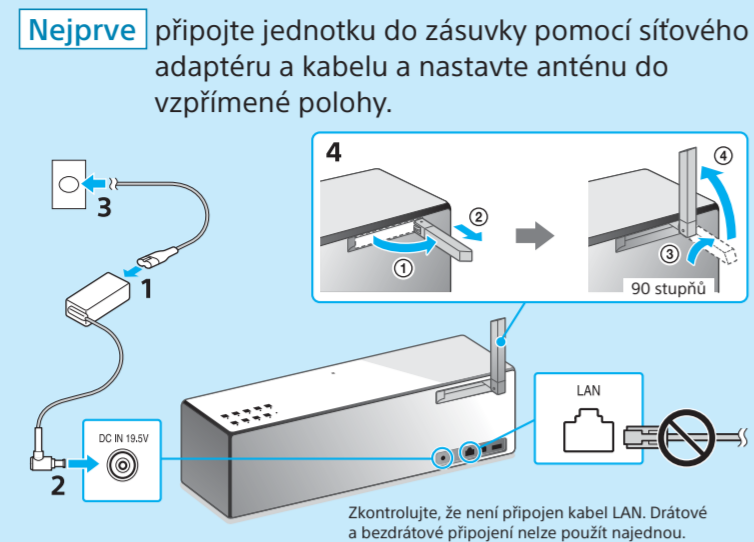 Nejprve připojte jednotku do zásuvky pomocí síťového
adaptéru a kabelu a nastavte anténu do
vzpřímené polohy.
4
3
②
④
①
③
1
90 stupňů
LAN
DC IN 19.5V
2
Zkontrolujte, že není připojen kabel LAN. Drátové
a bezdrátové připojení nelze použít najednou.